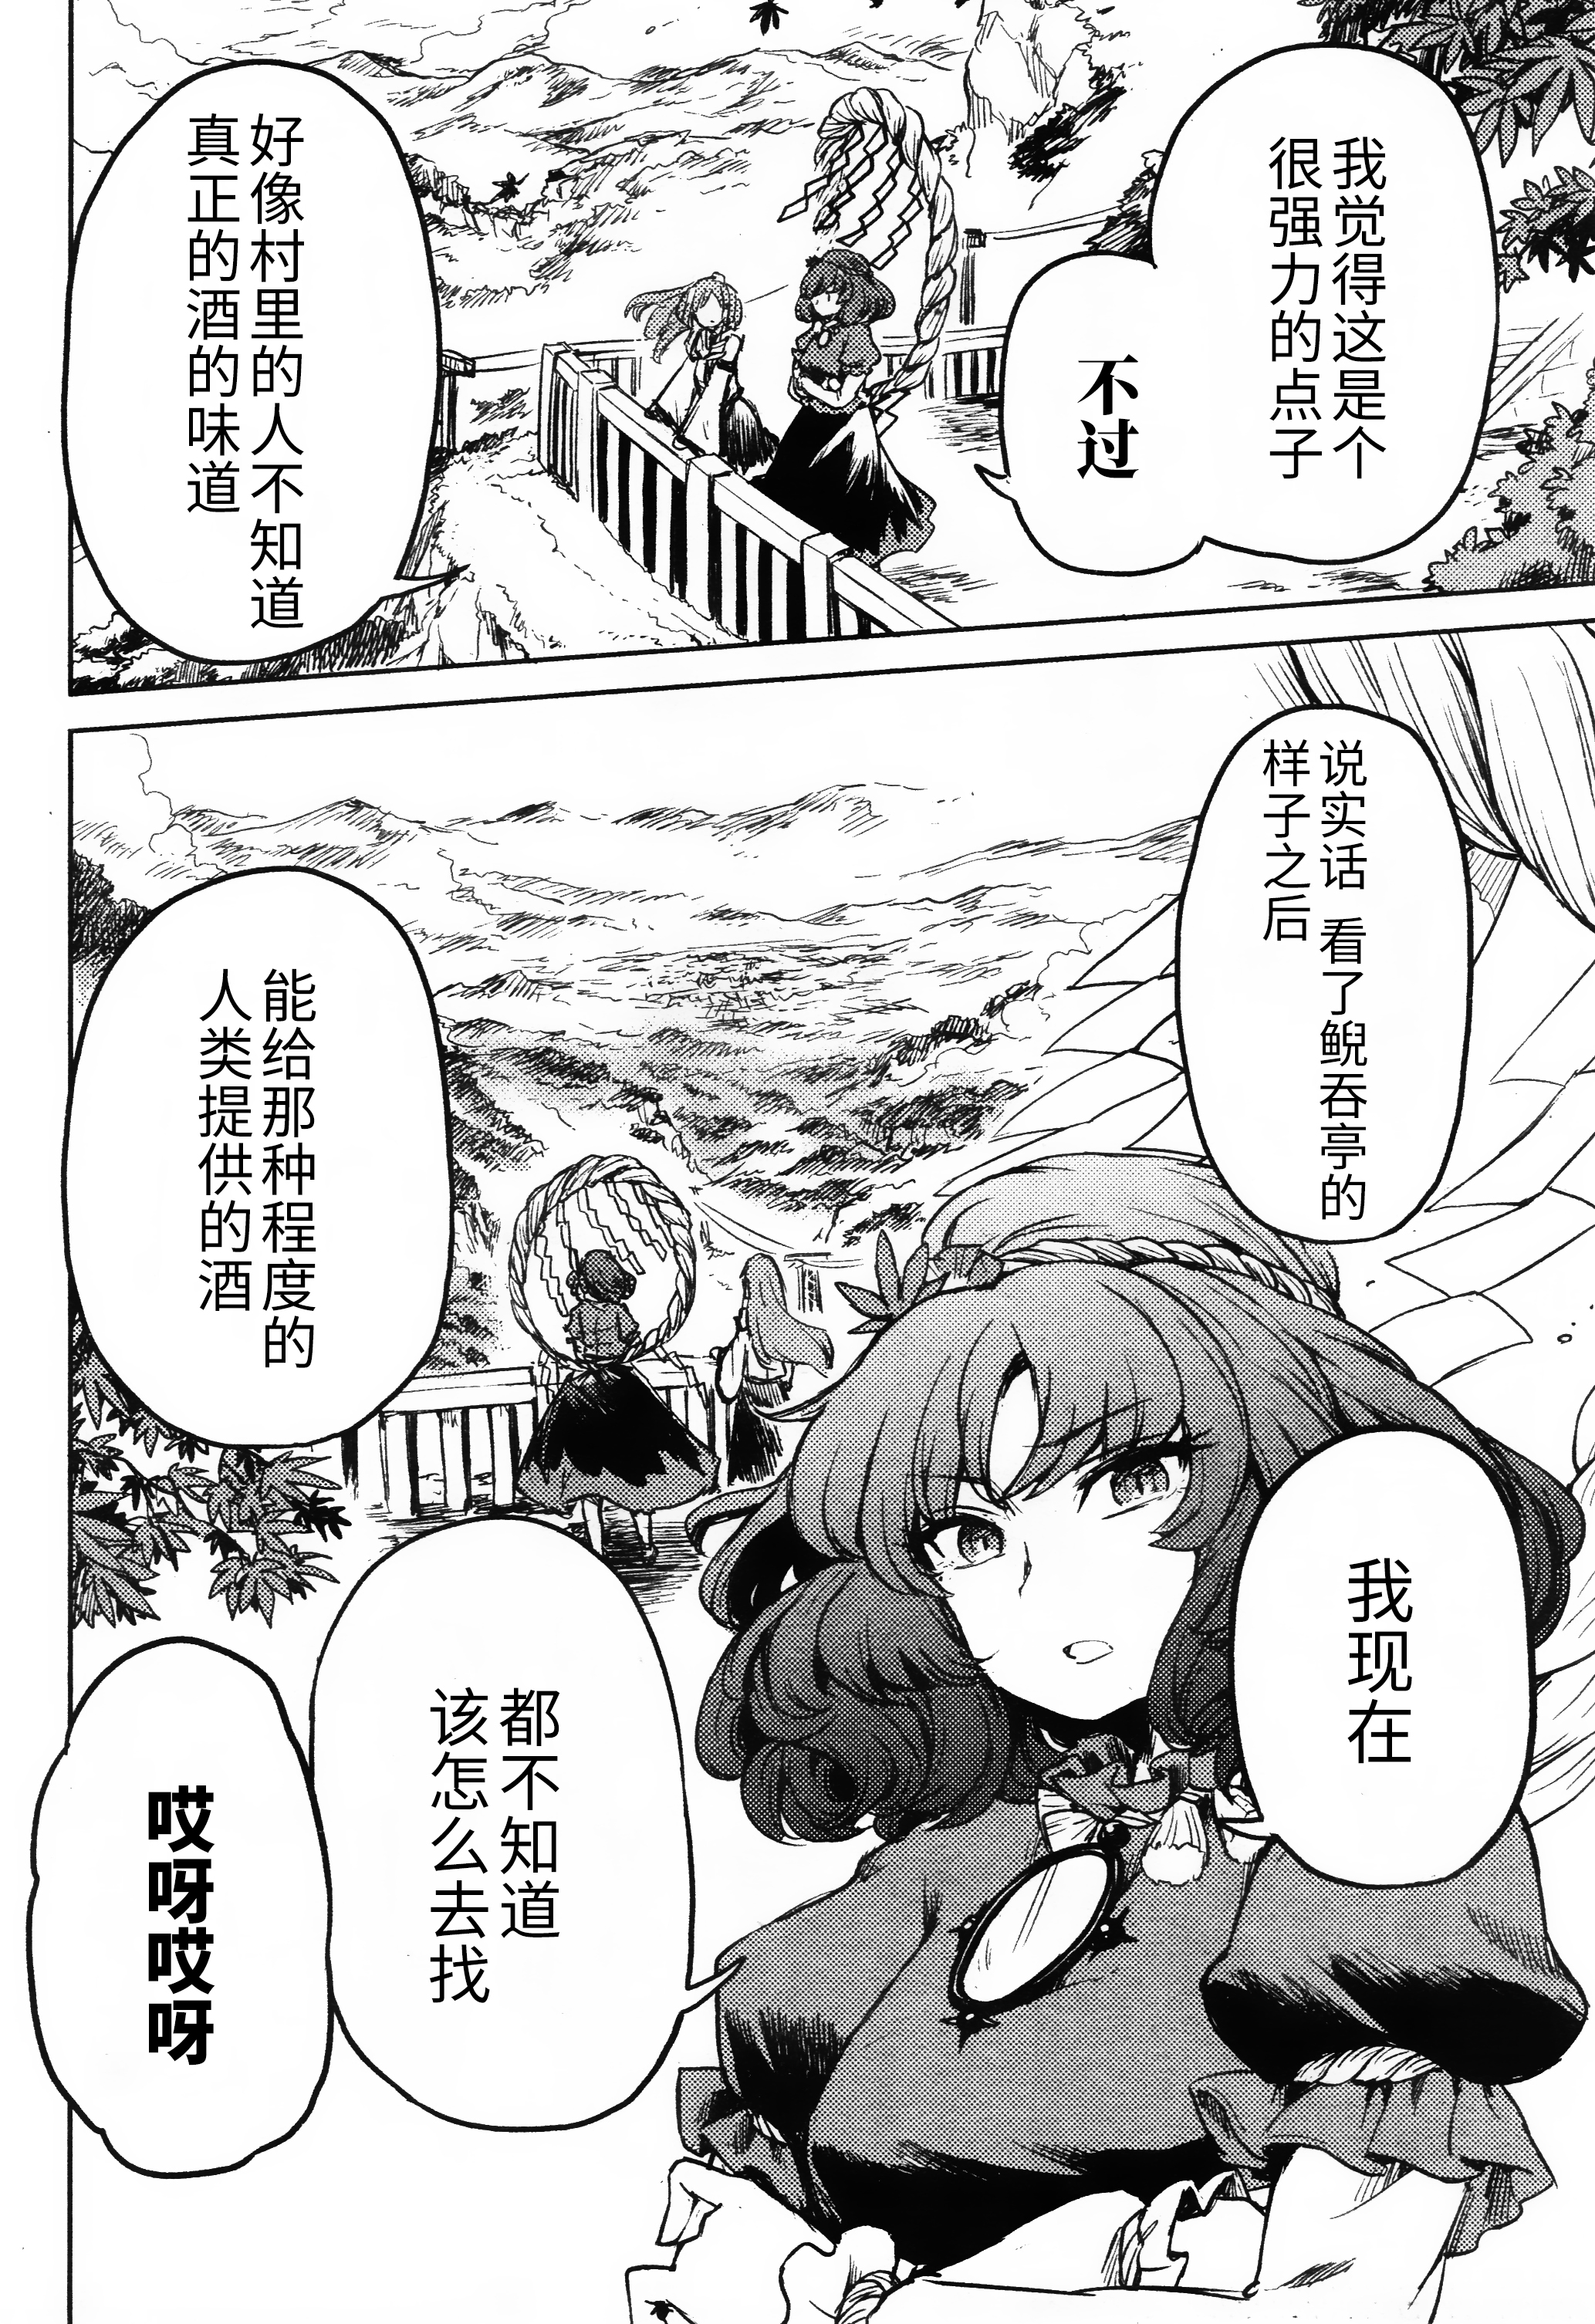 我觉得这是个
很强力的点子
不过
好像村里的人不知道
真正的酒的味道
说实话 看了鲵吞亭的
样子之后
能给那种程度的
人类提供的酒
我现在
都不知道
该怎么去找
哎呀哎呀